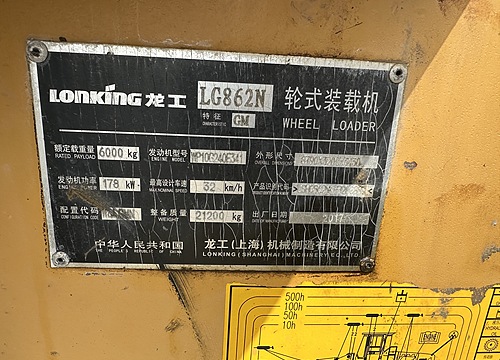 LONKING 龙工 LG862N 轮式装载机
特征 GM
CHARACTERISTIC
WHEEL LOADER
额定载重量 6000 kg 发动机型号 外形尺寸
RATED PAYLOAD ENGINE MODEL OVERALL DIMENSIONS
发动机功率 178 kW 最高设计车速 32 km/h 产品识别代号
ENGINE POWER MAX NOMINAL SPEED
配置代码 整备质量 21200 kg 出厂日期 2017
CONFIGURATION CODE WEIGHT
中华人民共和国 龙工(上海)机械制造有限公司
THE PEOPLE'S REPUBLIC OF CHINA LONKING (SHANGHAI) MACHINERY CO.,LTD.
500h
100h
50h
10h